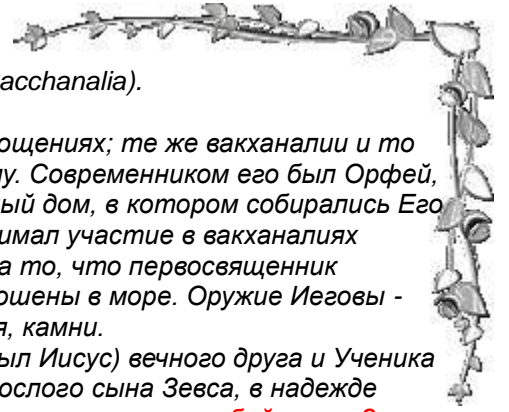 acchanalia).
ощениях; те же вакханалии и то
у. Современником его был Орфей,
ный дом, в котором собирались Его
имал участие в вакханалиях
а то, что первосвященник
ошены в море. Оружие Иеговы -
я, камни.
ыл Иисус) вечного друга и Ученика
ослого сына Зевса, в надежде